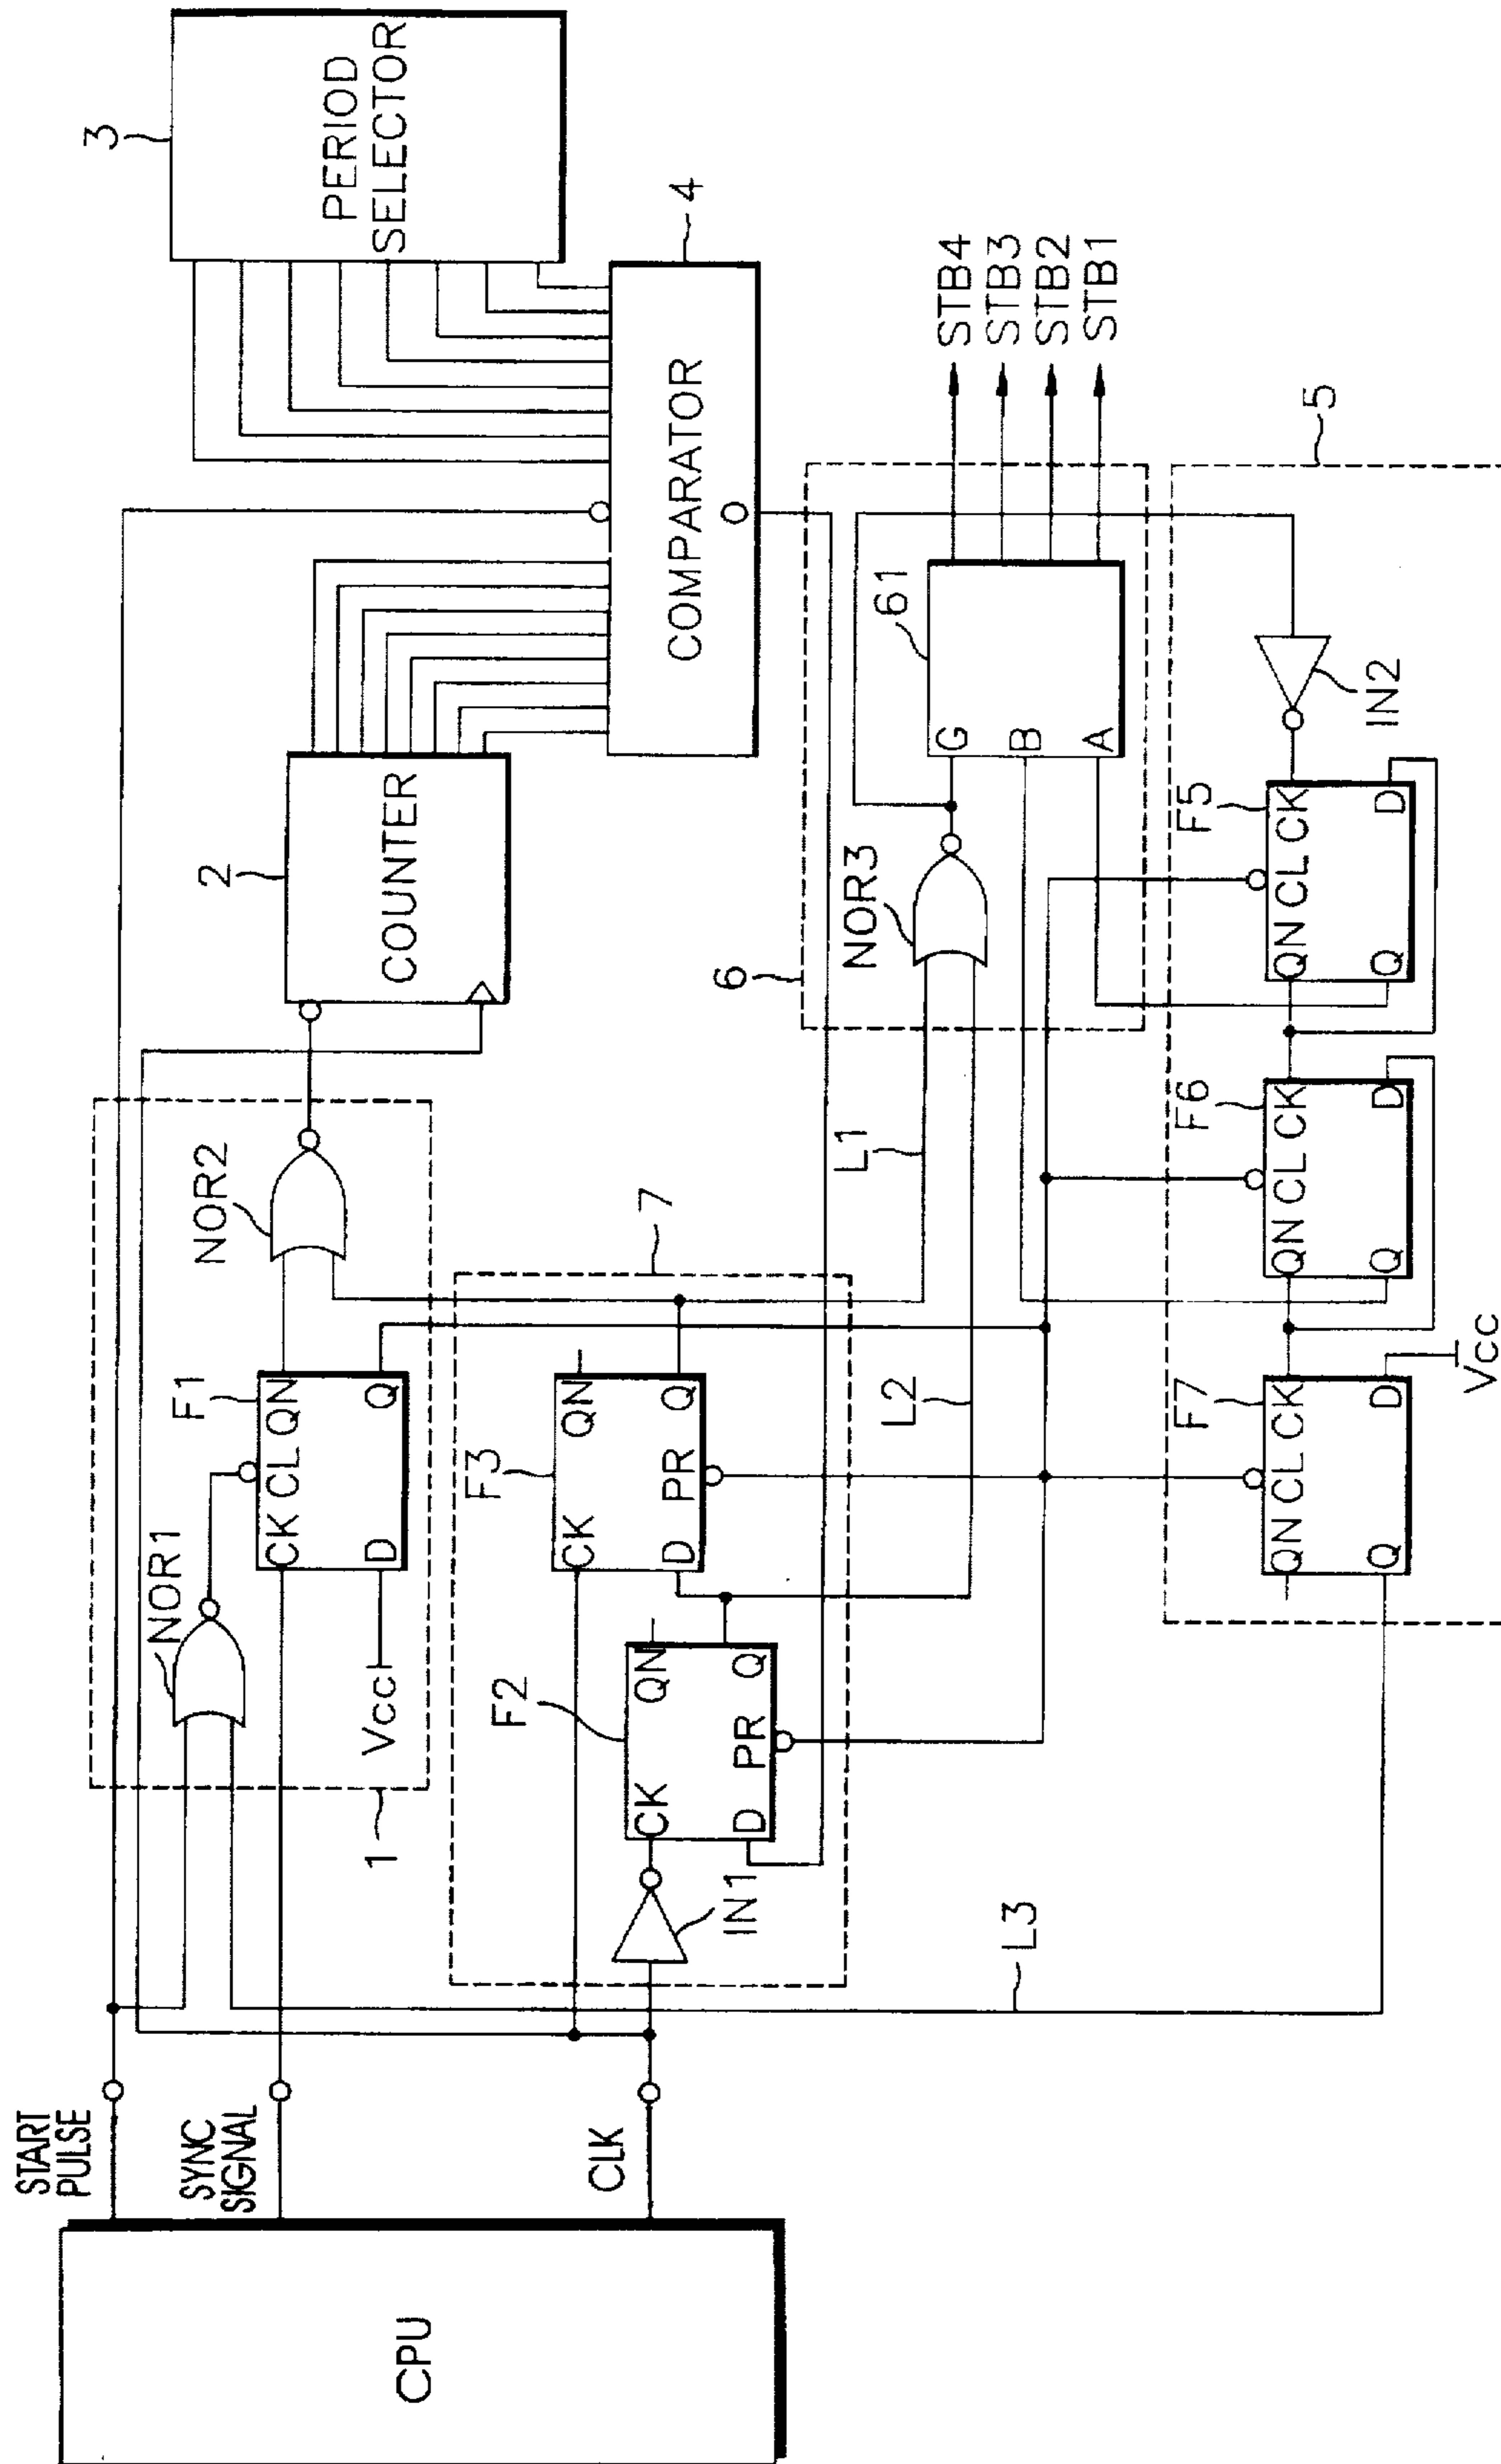 START
PULSE
SYNC
SIGNAL
CLK
CPU
1
NOR1
F1
CK CL QN
D
Q
Vcc
NOR2
2
COUNTER
3
PERIOD
SELECTOR
4
COMPARATOR
7
IN1
F2
CK
QN
D
PR
Q
F3
CK
QN
D
PR
Q
L1
L2
L3
6
NOR3
61
G
B
A
STB4
STB3
STB2
STB1
5
F7
QN CL CK
Q
D
Vcc
F6
QN CL CK
Q
D
F5
QN CL CK
Q
D
IN2